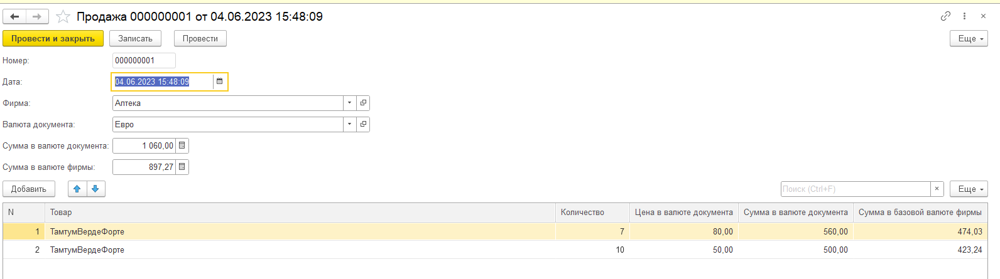 Продажа 000000001 от 04.06.2023 15:48:09
Провести и закрыть Записать Провести Еще
Номер: 000000001
Дата: 04.06.2023 15:48:09
Фирма: Аптека
Валюта документа: Евро
Сумма в валюте документа: 1 060,00
Сумма в валюте фирмы: 897,27
Добавить Поиск (Ctrl+F) × Еще
N Товар Количество Цена в валюте документа Сумма в валюте документа Сумма в базовой валюте фирмы
1 ТамтумВердеФорте 7 80,00 560,00 474,03
2 ТамтумВердеФорте 10 50,00 500,00 423,24